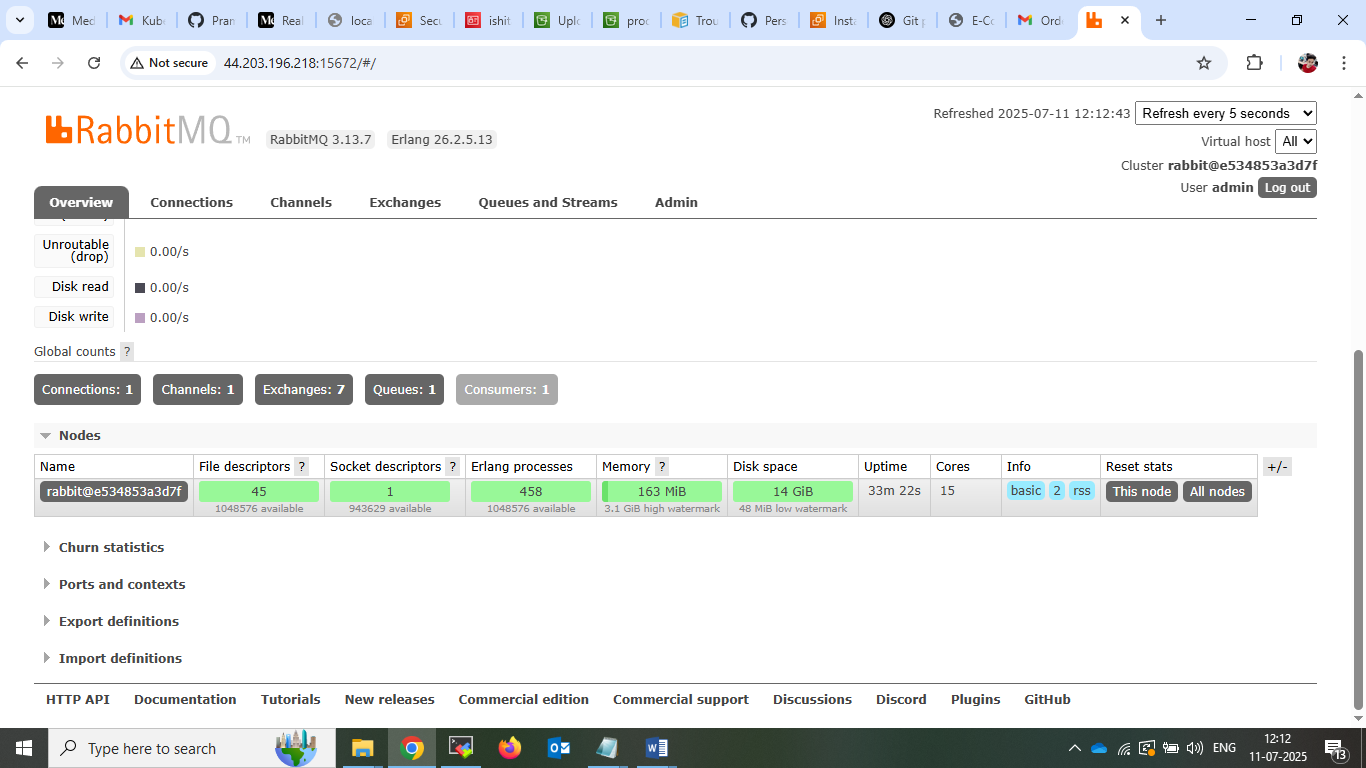 Med
Kube
Pran
Real
loca
Secu
ishit
Uplo
proc
Trou
Pers
Insta
Git p
E-Co
Orde
Not secure 44.203.196.218:15672/#/
RabbitMQ TM RabbitMQ 3.13.7 Erlang 26.2.5.13
Refreshed 2025-07-11 12:12:43 Refresh every 5 seconds
Virtual host All
Cluster rabbit@e534853a3d7f
User admin Log out
Overview Connections Channels Exchanges Queues and Streams Admin
Unroutable
(drop) 0.00/s
Disk read 0.00/s
Disk write 0.00/s
Global counts ?
Connections: 1 Channels: 1 Exchanges: 7 Queues: 1 Consumers: 1
Nodes
Name File descriptors ? Socket descriptors ? Erlang processes Memory ? Disk space Uptime Cores Info Reset stats +/-
rabbit@e534853a3d7f 45 1 458 163 MiB 14 GiB 33m 22s 15 basic 2 rss This node All nodes
1048576 available 943629 available 1048576 available 3.1 GiB high watermark 48 MiB low watermark
Churn statistics
Ports and contexts
Export definitions
Import definitions
HTTP API Documentation Tutorials New releases Commercial edition Commercial support Discussions Discord Plugins GitHub
Type here to search
ENG
12:12
11-07-2025
13